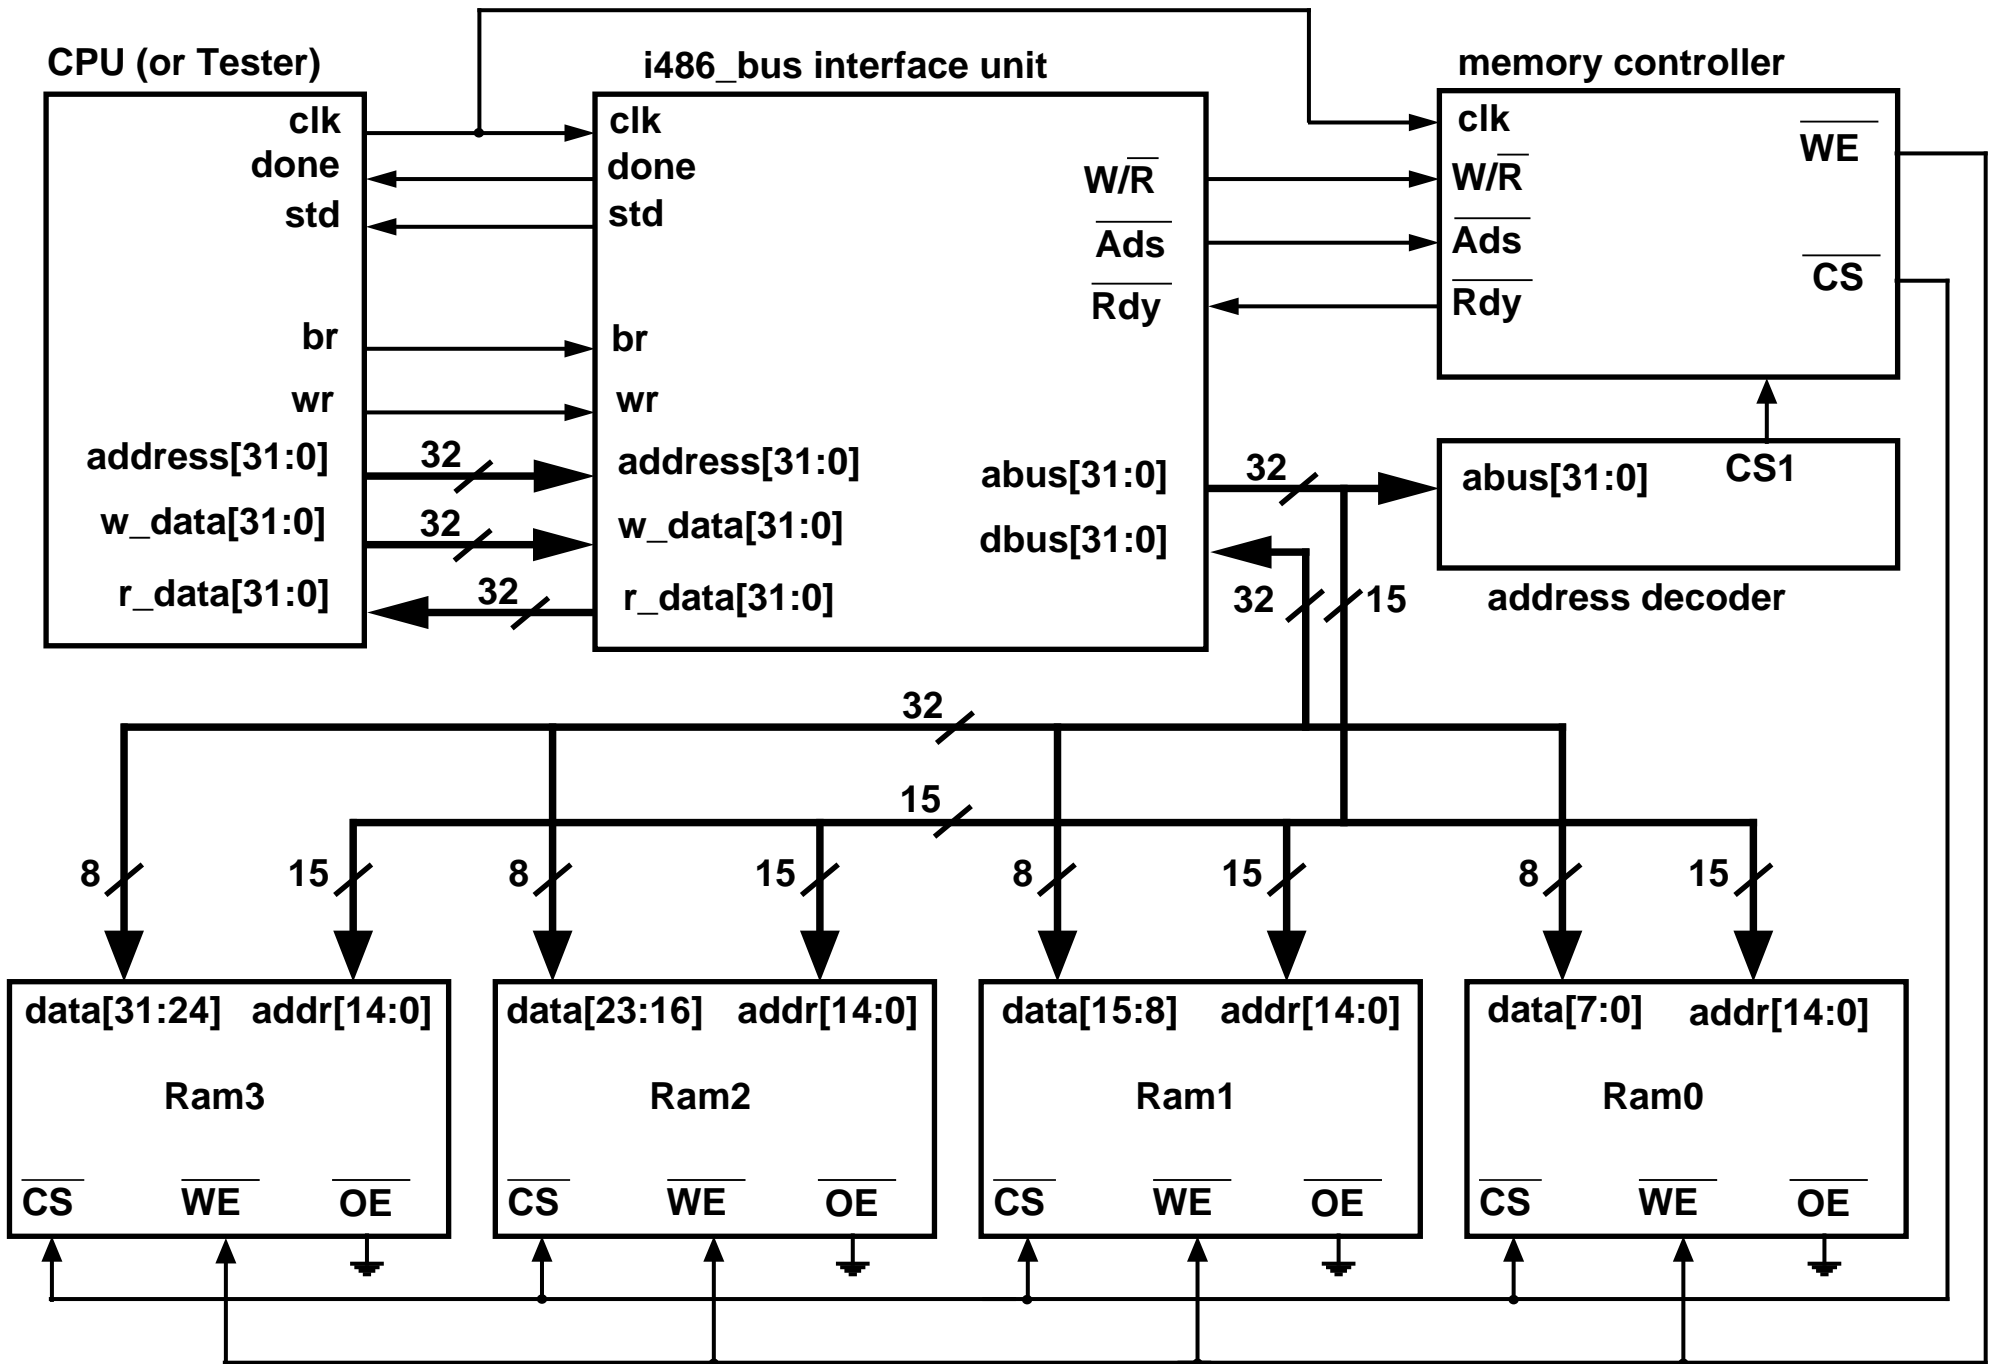 CPU (or Tester)
i486_bus interface unit
memory controller
clk
done
std
br
wr
address[31:0]
w_data[31:0]
r_data[31:0]
32
32
32
clk
done
std
br
wr
address[31:0]
w_data[31:0]
r_data[31:0]
W/R
Ads
Rdy
abus[31:0]
dbus[31:0]
clk
W/R
Ads
Rdy
WE
CS
32
abus[31:0]
CS1
address decoder
32
15
32
15
8
15
8
15
8
15
8
15
data[31:24] addr[14:0]
Ram3
CS WE OE
data[23:16] addr[14:0]
Ram2
CS WE OE
data[15:8] addr[14:0]
Ram1
CS WE OE
data[7:0] addr[14:0]
Ram0
CS WE OE